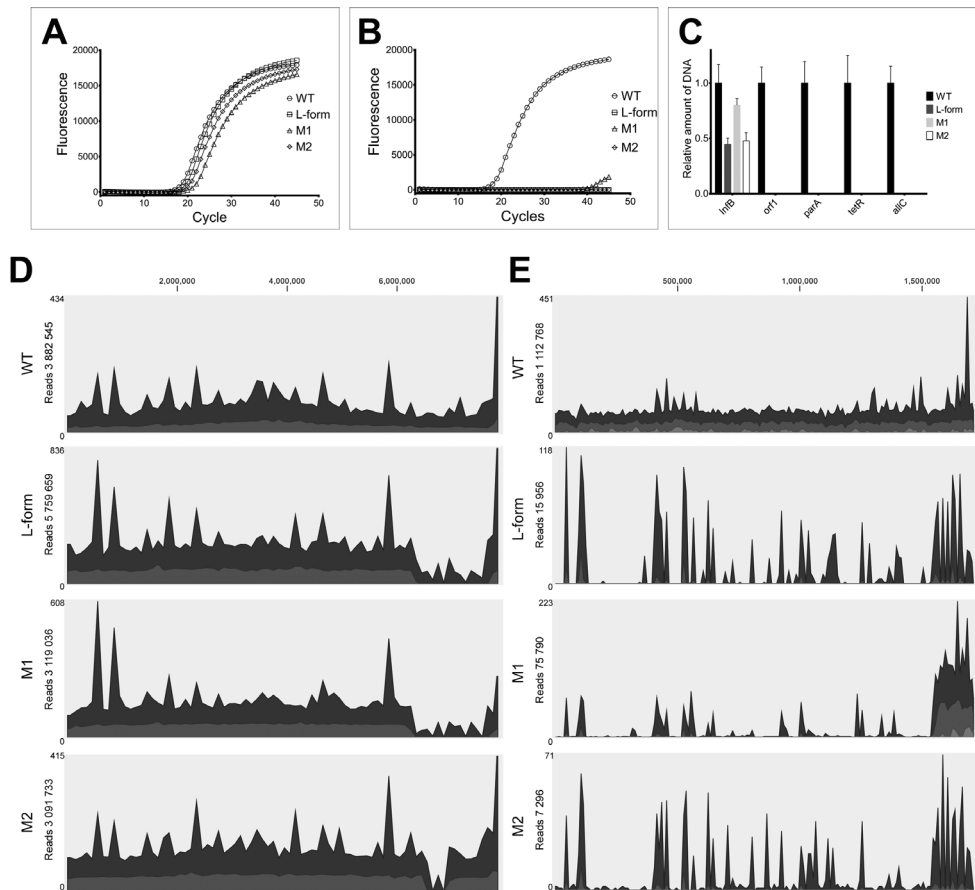 A
Fluorescence
20000
15000
10000
5000
0
0 10 20 30 40 50
Cycle
WT
L-form
M1
M2
B
Fluorescence
20000
15000
10000
5000
0
0 10 20 30 40 50
Cycles
WT
L-form
M1
M2
C
Relative amount of DNA
1.0
0.5
0.0
InfB orf1 parA tetR allC
WT
L-form
M1
M2
D
2,000,000 4,000,000 6,000,000
434
WT
Reads 3 882 545
0
836
L-form
Reads 5 759 659
0
608
M1
Reads 3 119 036
0
415
M2
Reads 3 091 733
0
E
500,000 1,000,000 1,500,000
451
WT
Reads 1 112 768
0
118
L-form
Reads 15 956
0
223
M1
Reads 75 790
0
71
M2
Reads 7 296
0